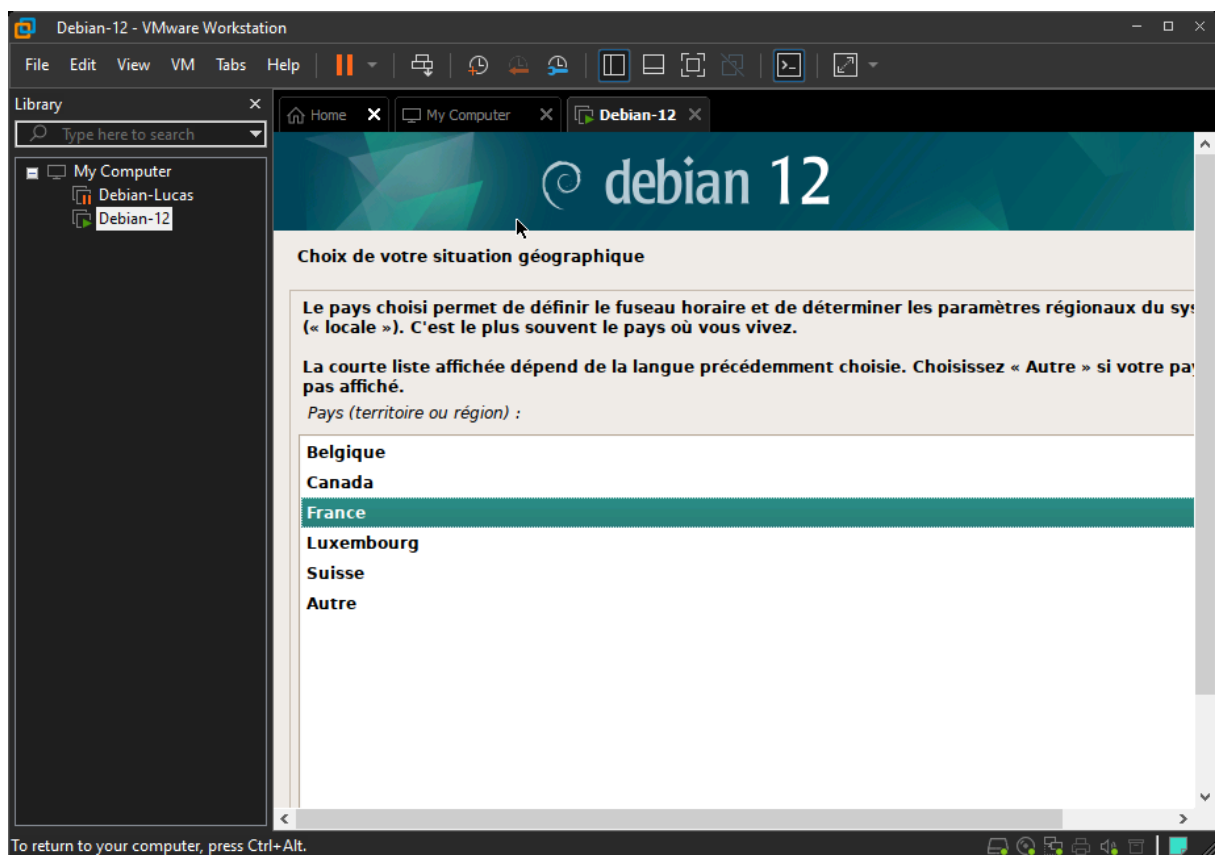 Debian-12 - VMware Workstation
File Edit View VM Tabs Help
Library
Type here to search
My Computer
Debian-Lucas
Debian-12
Home
My Computer
Debian-12
debian 12
Choix de votre situation géographique
Le pays choisi permet de définir le fuseau horaire et de déterminer les paramètres régionaux du sys
(« locale »). C'est le plus souvent le pays où vous vivez.
La courte liste affichée dépend de la langue précédemment choisie. Choisissez « Autre » si votre pay
pas affiché.
Pays (territoire ou région) :
Belgique
Canada
France
Luxembourg
Suisse
Autre
To return to your computer, press Ctrl+Alt.